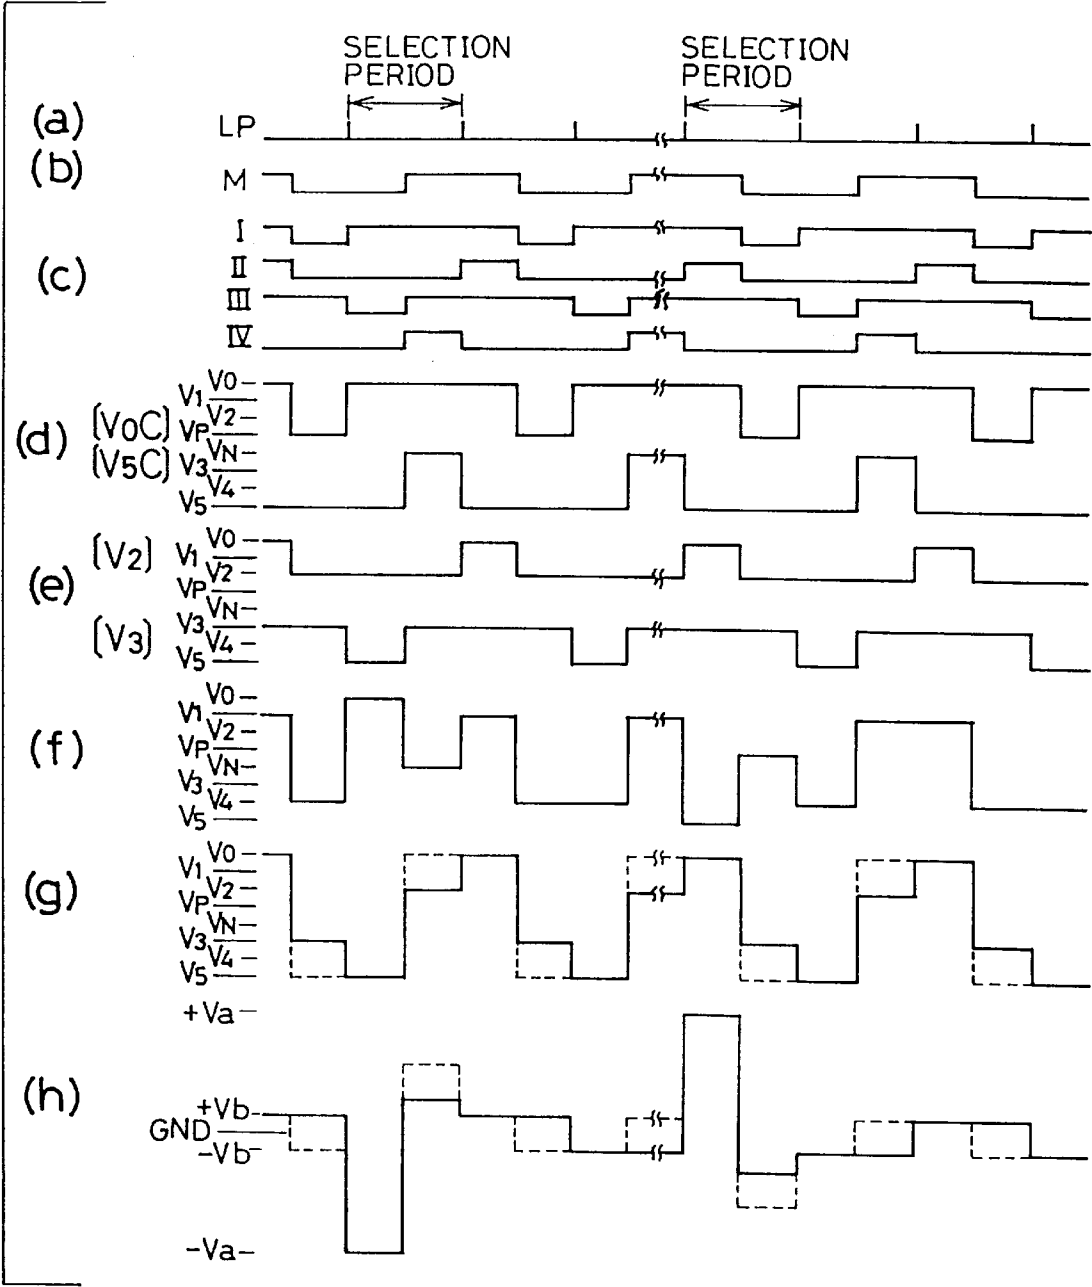 SELECTION PERIOD
SELECTION PERIOD
(a) LP
(b) M
(c)
I
II
III
IV
(d) [V0C] [V5C]
V0
V1
V2
VP
VN
V3
V4
V5
(e) [V2] [V3]
V0
V1
V2
VP
VN
V3
V4
V5
(f)
V0
V1
V2
VP
VN
V3
V4
V5
(g)
V0
V1
V2
VP
VN
V3
V4
V5
(h)
+Va
+Vb
GND
-Vb
-Va